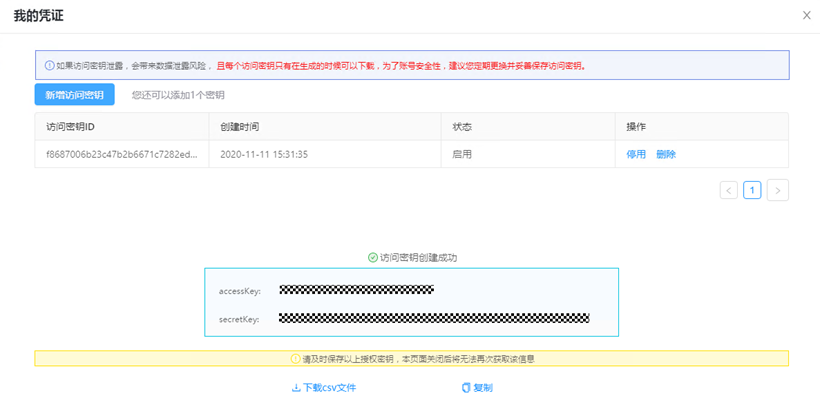 我的凭证
如果访问密钥泄露，会带来数据泄露风险， 且每个访问密钥只有在生成的时候可以下载，为了账号安全性，建议您定期更换并妥善保存访问密钥。
新增访问密钥 您还可以添加1个密钥
访问密钥ID 创建时间 状态 操作
f8687006b23c47b2b6671c7282ed... 2020-11-11 15:31:35 启用 停用 删除
< 1 >
访问密钥创建成功
accessKey:
secretKey:
请及时保存以上授权密钥，本页面关闭后将无法再次获取该信息
下载csv文件 复制